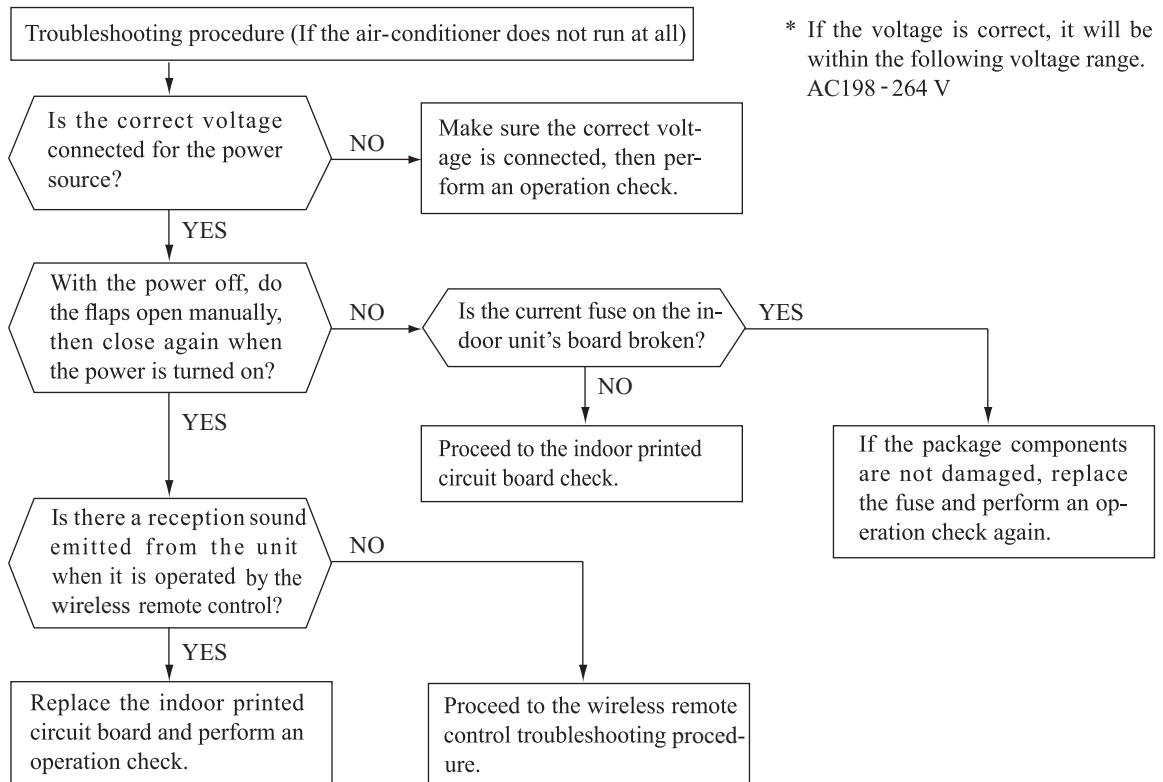 Troubleshooting procedure (If the air-conditioner does not run at all)
* If the voltage is correct, it will be
within the following voltage range.
AC198 - 264 V
Is the correct voltage
connected for the power
source?
NO
Make sure the correct volt-
age is connected, then per-
form an operation check.
YES
With the power off, do
the flaps open manually,
then close again when
the power is turned on?
NO
Is the current fuse on the in-
door unit's board broken?
YES
NO
YES
Proceed to the indoor printed
circuit board check.
If the package components
are not damaged, replace
the fuse and perform an op-
eration check again.
Is there a reception sound
emitted from the unit
when it is operated by the
wireless remote control?
NO
YES
Replace the indoor printed
circuit board and perform an
operation check.
Proceed to the wireless remote
control troubleshooting proced-
ure.